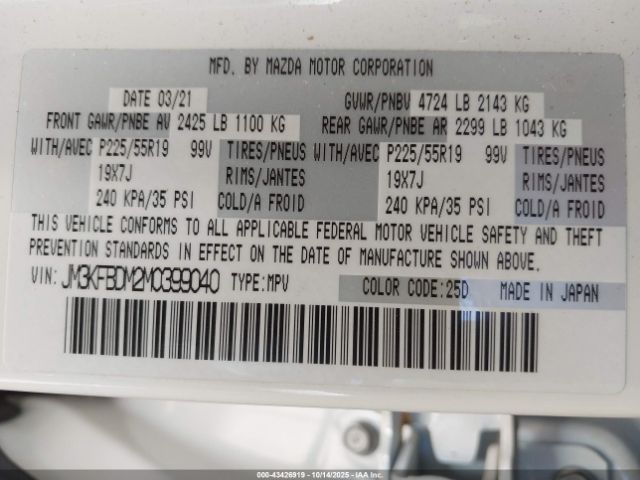 MFD. BY MAZDA MOTOR CORPORATION
DATE 03/21 GVWR/PNBV 4724 LB 2143 KG
FRONT GAWR/PNBE AV 2425 LB 1100 KG REAR GAWR/PNBE AR 2299 LB 1043 KG
WITH/AVEC P225/55R19 99V TIRES/PNEUS WITH/AVEC P225/55R19 99V TIRES/PNEUS
19X7J RIMS/JANTES 19X7J RIMS/JANTES
240 KPA/35 PSI COLD/A FROID 240 KPA/35 PSI COLD/A FROID
THIS VEHICLE CONFORMS TO ALL APPLICABLE FEDERAL MOTOR VEHICLE SAFETY AND THEFT
PREVENTION STANDARDS IN EFFECT ON THE DATE OF MANUFACTURE SHOWN ABOVE.
VIN: JM3KFBDM2M0399040 TYPE:MPV COLOR CODE:25D MADE IN JAPAN
000-43426919 - 10/14/2025 - IAAI.COM